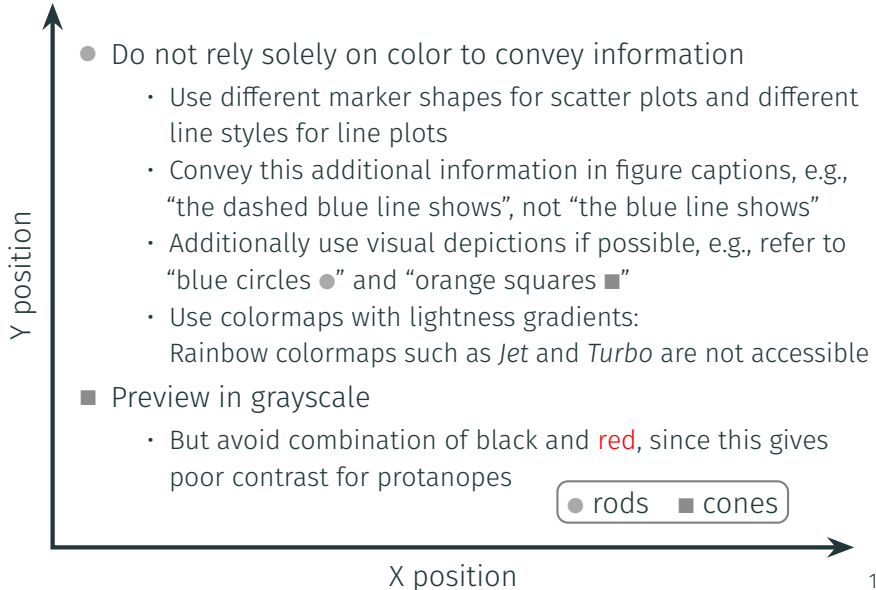 Do not rely solely on color to convey information
· Use different marker shapes for scatter plots and different
line styles for line plots
· Convey this additional information in figure captions, e.g.,
“the dashed blue line shows”, not “the blue line shows”
· Additionally use visual depictions if possible, e.g., refer to
“blue circles ●” and “orange squares ■”
· Use colormaps with lightness gradients:
Rainbow colormaps such as Jet and Turbo are not accessible
Preview in grayscale
· But avoid combination of black and red, since this gives
poor contrast for protanopes
● rods ■ cones
Y position
X position
1